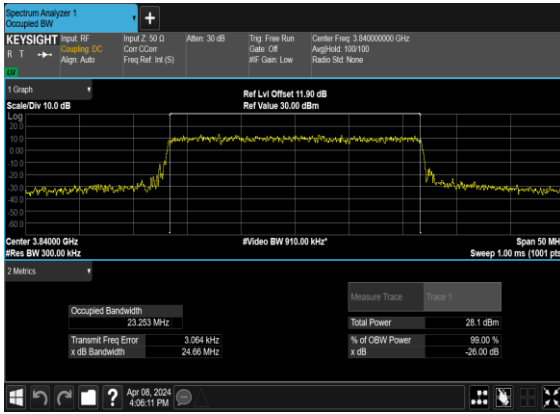 Spectrum Analyzer 1
Occupied BW
KEYSIGHT
R T
LW
Input: RF
Coupling: DC
Align: Auto
Input Z: 50 Ω
Corr CCorr
Freq Ref: Int (S)
Atten: 30 dB
Trig: Free Run
Gate: Off
#IF Gain: Low
Center Freq: 3.840000000 GHz
Avg|Hold: 100/100
Radio Std: None
1 Graph
Scale/Div 10.0 dB
Ref Lvl Offset 11.90 dB
Ref Value 30.00 dBm
Log
20.0
10.0
0.00
-10.0
-20.0
-30.0
-40.0
-50.0
-60.0
Center 3.84000 GHz
#Res BW 300.00 kHz
#Video BW 910.00 kHz*
Span 50 MH
Sweep 1.00 ms (1001 pts
2 Metrics
Measure Trace
Trace 1
Occupied Bandwidth
23.253 MHz
Total Power
28.1 dBm
Transmit Freq Error
3.064 kHz
% of OBW Power
99.00 %
x dB Bandwidth
24.66 MHz
x dB
-26.00 dB
?
Apr 08, 2024
4:06:11 PM